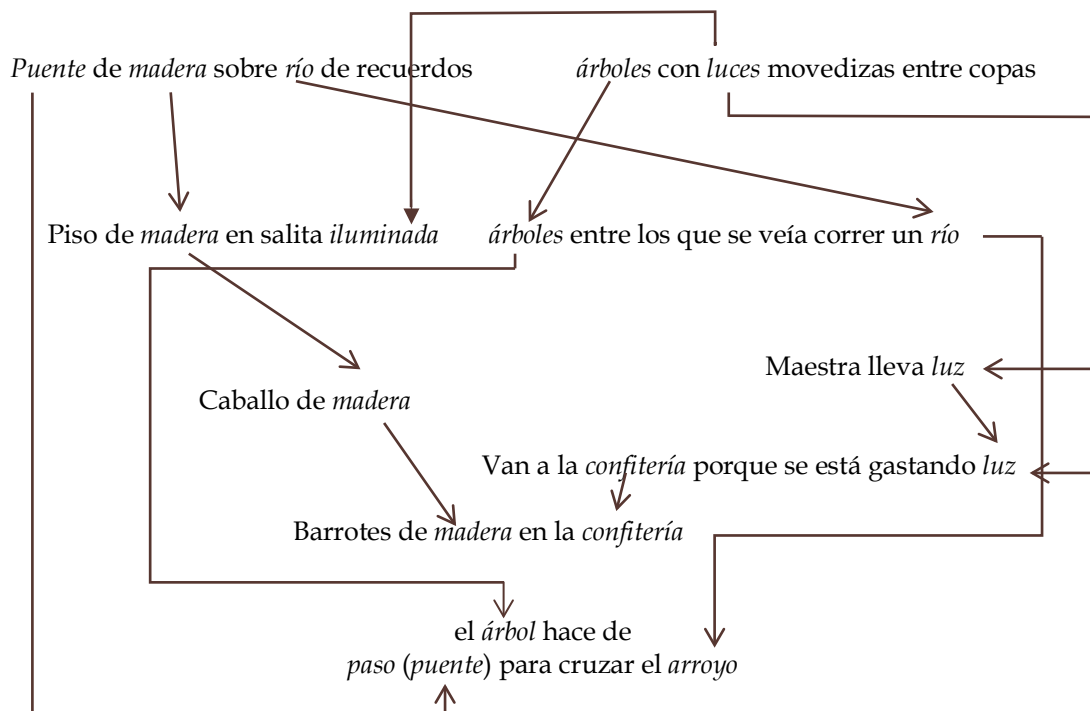 Puente de madera sobre río de recuerdos
árboles con luces movedizas entre copas
Piso de madera en salita iluminada
árboles entre los que se veía correr un río
Maestra lleva luz
Caballo de madera
Van a la confitería porque se está gastando luz
Barrotes de madera en la confitería
el árbol hace de
paso (puente) para cruzar el arroyo